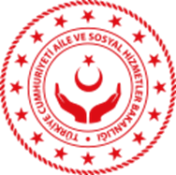 TÜRKİYE CUMHURİYETİ AİLE VE SOSYAL HİZMETLER BAKANLIĞI